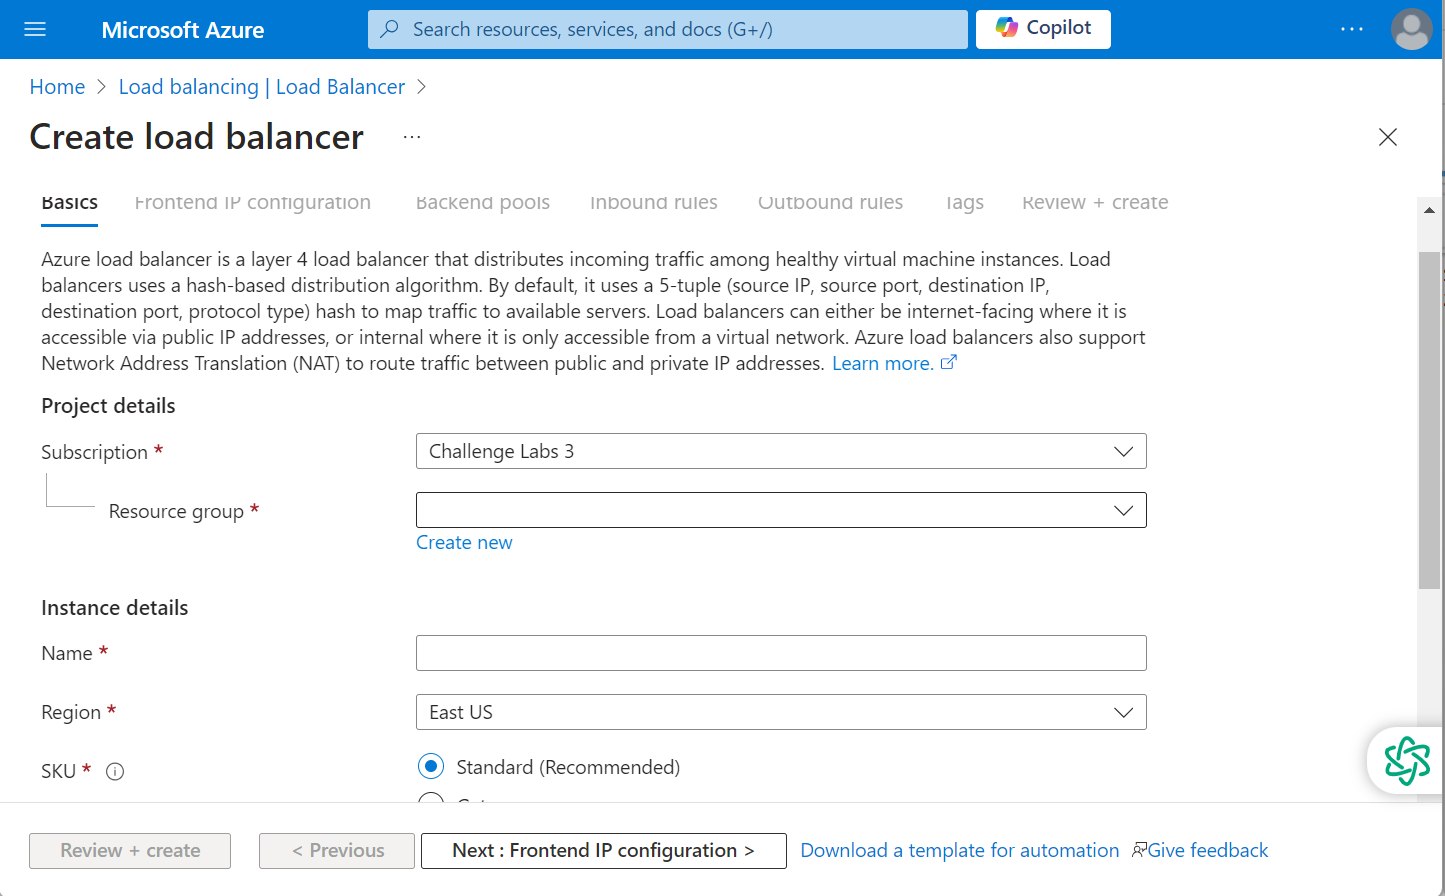 Microsoft Azure
Search resources, services, and docs (G+/)
Copilot
Home > Load balancing | Load Balancer >
Create load balancer ...
Basics Frontend IP configuration Backend pools Inbound rules Outbound rules Tags Review + create
Azure load balancer is a layer 4 load balancer that distributes incoming traffic among healthy virtual machine instances. Load
balancers uses a hash-based distribution algorithm. By default, it uses a 5-tuple (source IP, source port, destination IP,
destination port, protocol type) hash to map traffic to available servers. Load balancers can either be internet-facing where it is
accessible via public IP addresses, or internal where it is only accessible from a virtual network. Azure load balancers also support
Network Address Translation (NAT) to route traffic between public and private IP addresses. Learn more.
Project details
Subscription *
Challenge Labs 3
Resource group *
Create new
Instance details
Name *
Region *
East US
SKU *
Standard (Recommended)
Review + create
< Previous
Next : Frontend IP configuration >
Download a template for automation
Give feedback